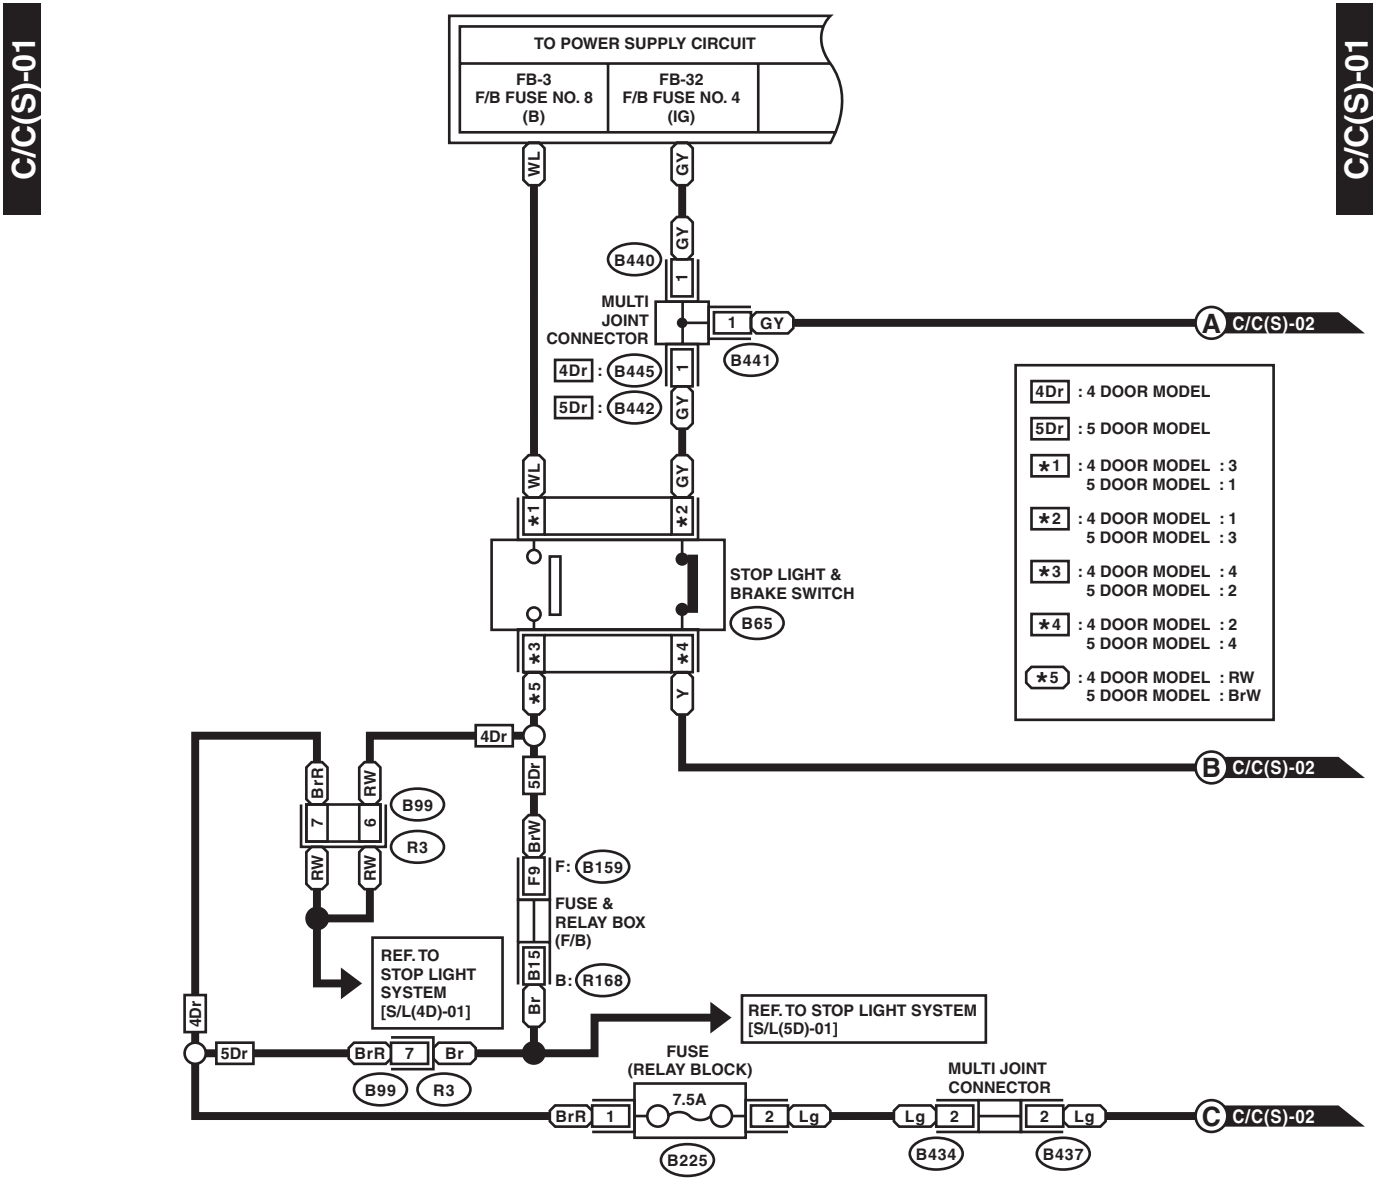 C/C(S)-01
C/C(S)-01
TO POWER SUPPLY CIRCUIT
FB-3
F/B FUSE NO. 8
(B)
FB-32
F/B FUSE NO. 4
(IG)
WL
GY
GY
B440
1
MULTI
JOINT
CONNECTOR
1
GY
A
C/C(S)-02
B441
4Dr : B445
1
5Dr : B442
GY
WL
GY
*1
*2
STOP LIGHT &
BRAKE SWITCH
B65
*3
*4
*5
Y
4Dr : 4 DOOR MODEL
5Dr : 5 DOOR MODEL
*1 : 4 DOOR MODEL : 3
5 DOOR MODEL : 1
*2 : 4 DOOR MODEL : 1
5 DOOR MODEL : 3
*3 : 4 DOOR MODEL : 4
5 DOOR MODEL : 2
*4 : 4 DOOR MODEL : 2
5 DOOR MODEL : 4
*5 : 4 DOOR MODEL : RW
5 DOOR MODEL : BrW
4Dr
5Dr
B
C/C(S)-02
BrR
RW
B99
7
6
R3
RW
RW
BrW
F9
F: B159
FUSE &
RELAY BOX
(F/B)
B15
B: R168
Br
REF. TO
STOP LIGHT
SYSTEM
[S/L(4D)-01]
REF. TO STOP LIGHT SYSTEM
[S/L(5D)-01]
4Dr
5Dr
BrR
7
Br
B99
R3
FUSE
(RELAY BLOCK)
7.5A
BrR
1
2
Lg
B225
MULTI JOINT
CONNECTOR
Lg
2
2
Lg
B434
B437
C
C/C(S)-02